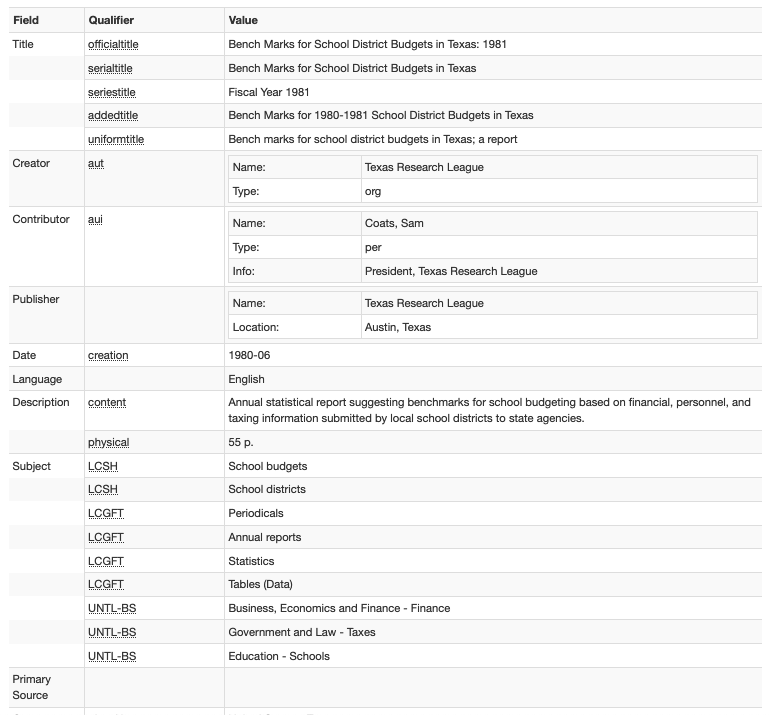 Field Qualifier Value
Title officialtitle Bench Marks for School District Budgets in Texas: 1981
serialtitle Bench Marks for School District Budgets in Texas
seriestitle Fiscal Year 1981
addedtitle Bench Marks for 1980-1981 School District Budgets in Texas
uniformtitle Bench marks for school district budgets in Texas; a report
Creator aut Name: Texas Research League
Type: org
Contributor aui Name: Coats, Sam
Type: per
Info: President, Texas Research League
Publisher Name: Texas Research League
Location: Austin, Texas
Date creation 1980-06
Language English
Description content Annual statistical report suggesting benchmarks for school budgeting based on financial, personnel, and
taxing information submitted by local school districts to state agencies.
physical 55 p.
Subject LCSH School budgets
LCSH School districts
LCGFT Periodicals
LCGFT Annual reports
LCGFT Statistics
LCGFT Tables (Data)
UNTL-BS Business, Economics and Finance - Finance
UNTL-BS Government and Law - Taxes
UNTL-BS Education - Schools
Primary
Source